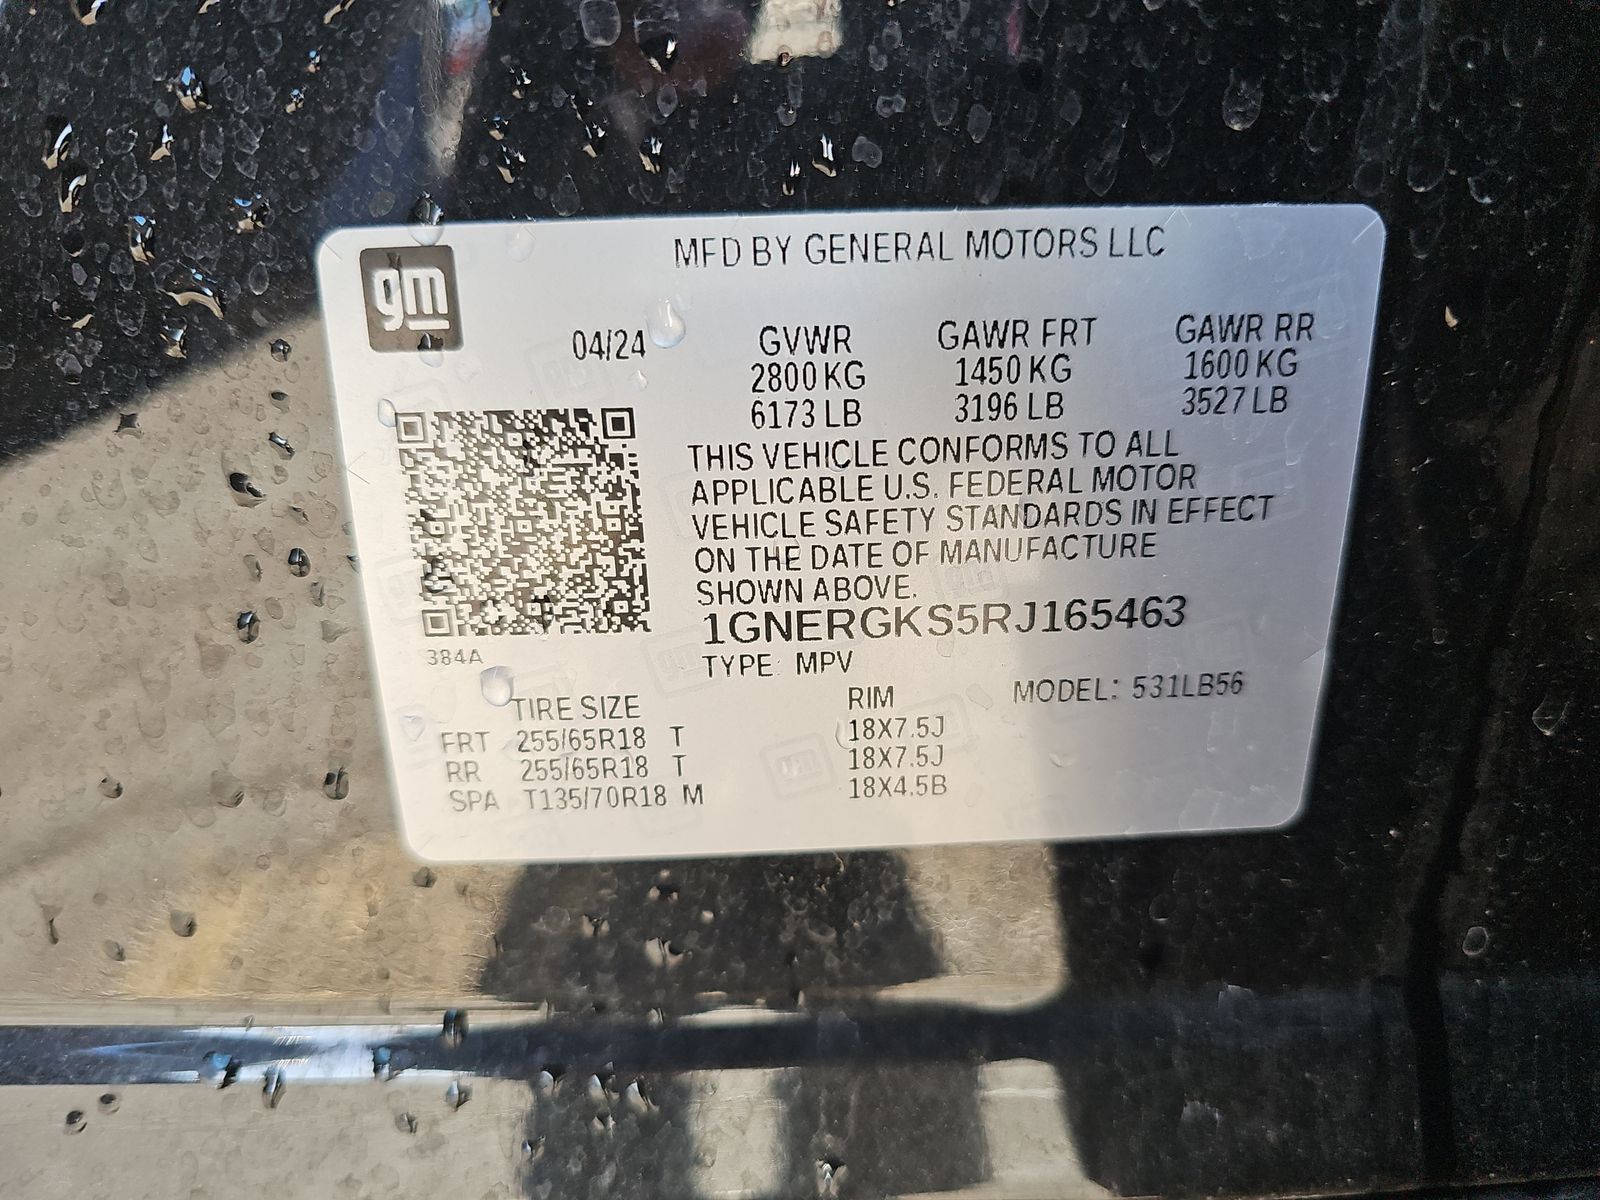 gm
MFD BY GENERAL MOTORS LLC
04/24 GVWR GAWR FRT GAWR RR
2800 KG 1450 KG 1600 KG
6173 LB 3196 LB 3527 LB
THIS VEHICLE CONFORMS TO ALL
APPLICABLE U.S. FEDERAL MOTOR
VEHICLE SAFETY STANDARDS IN EFFECT
ON THE DATE OF MANUFACTURE
SHOWN ABOVE.
1GNERGKS5RJ165463
384A
TYPE: MPV
TIRE SIZE RIM MODEL: 531LB56
FRT 255/65R18 T 18X7.5J
RR 255/65R18 T 18X7.5J
SPA T135/70R18 M 18X4.5B